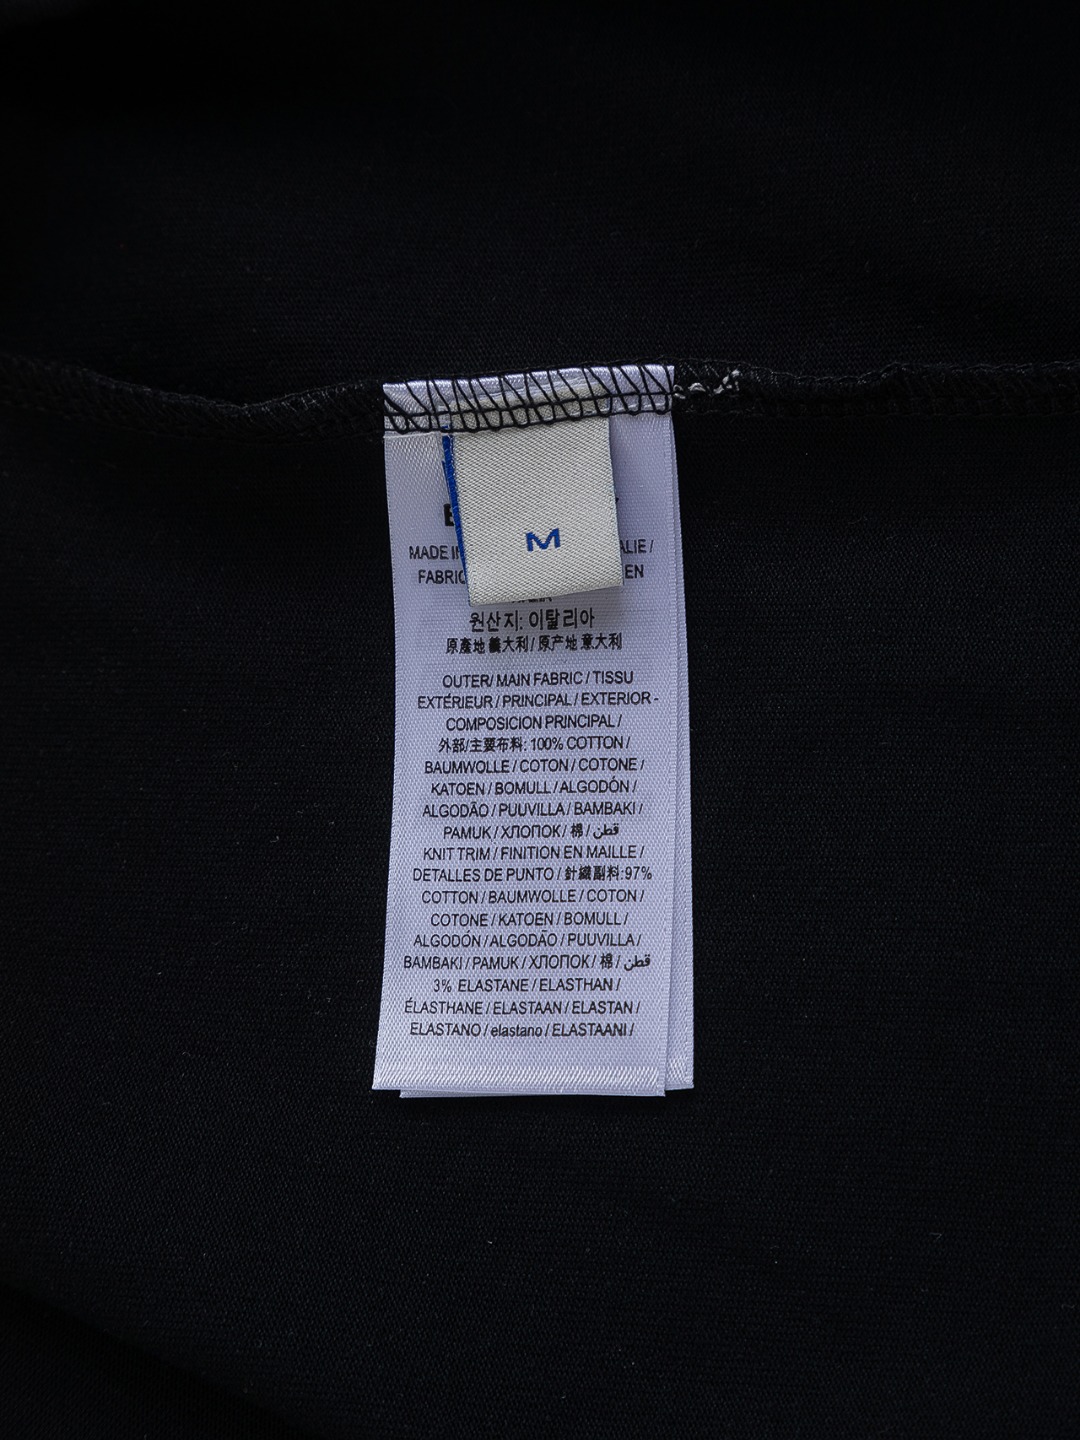 M
MADE IN
ALIE /
FABRIC
EN
원산지: 이탈리아
原產地 義大利 / 原产地 意大利
OUTER/ MAIN FABRIC / TISSU
EXTÉRIEUR / PRINCIPAL / EXTERIOR -
COMPOSICION PRINCIPAL /
外部/主要布料: 100% COTTON /
BAUMWOLLE / COTON / COTONE /
KATOEN / BOMULL / ALGODÓN /
ALGODÃO / PUUVILLA / BAMBAKI /
PAMUK / ХЛОПОК / 棉 / قطن
KNIT TRIM / FINITION EN MAILLE /
DETALLES DE PUNTO / 針織副料:97%
COTTON / BAUMWOLLE / COTON /
COTONE / KATOEN / BOMULL /
ALGODÓN / ALGODÃO / PUUVILLA /
BAMBAKI / PAMUK / ХЛОПОК / 棉 / قطن
3% ELASTANE / ELASTHAN /
ÉLASTHANE / ELASTAAN / ELASTAN /
ELASTANO / elastano / ELASTAANI /